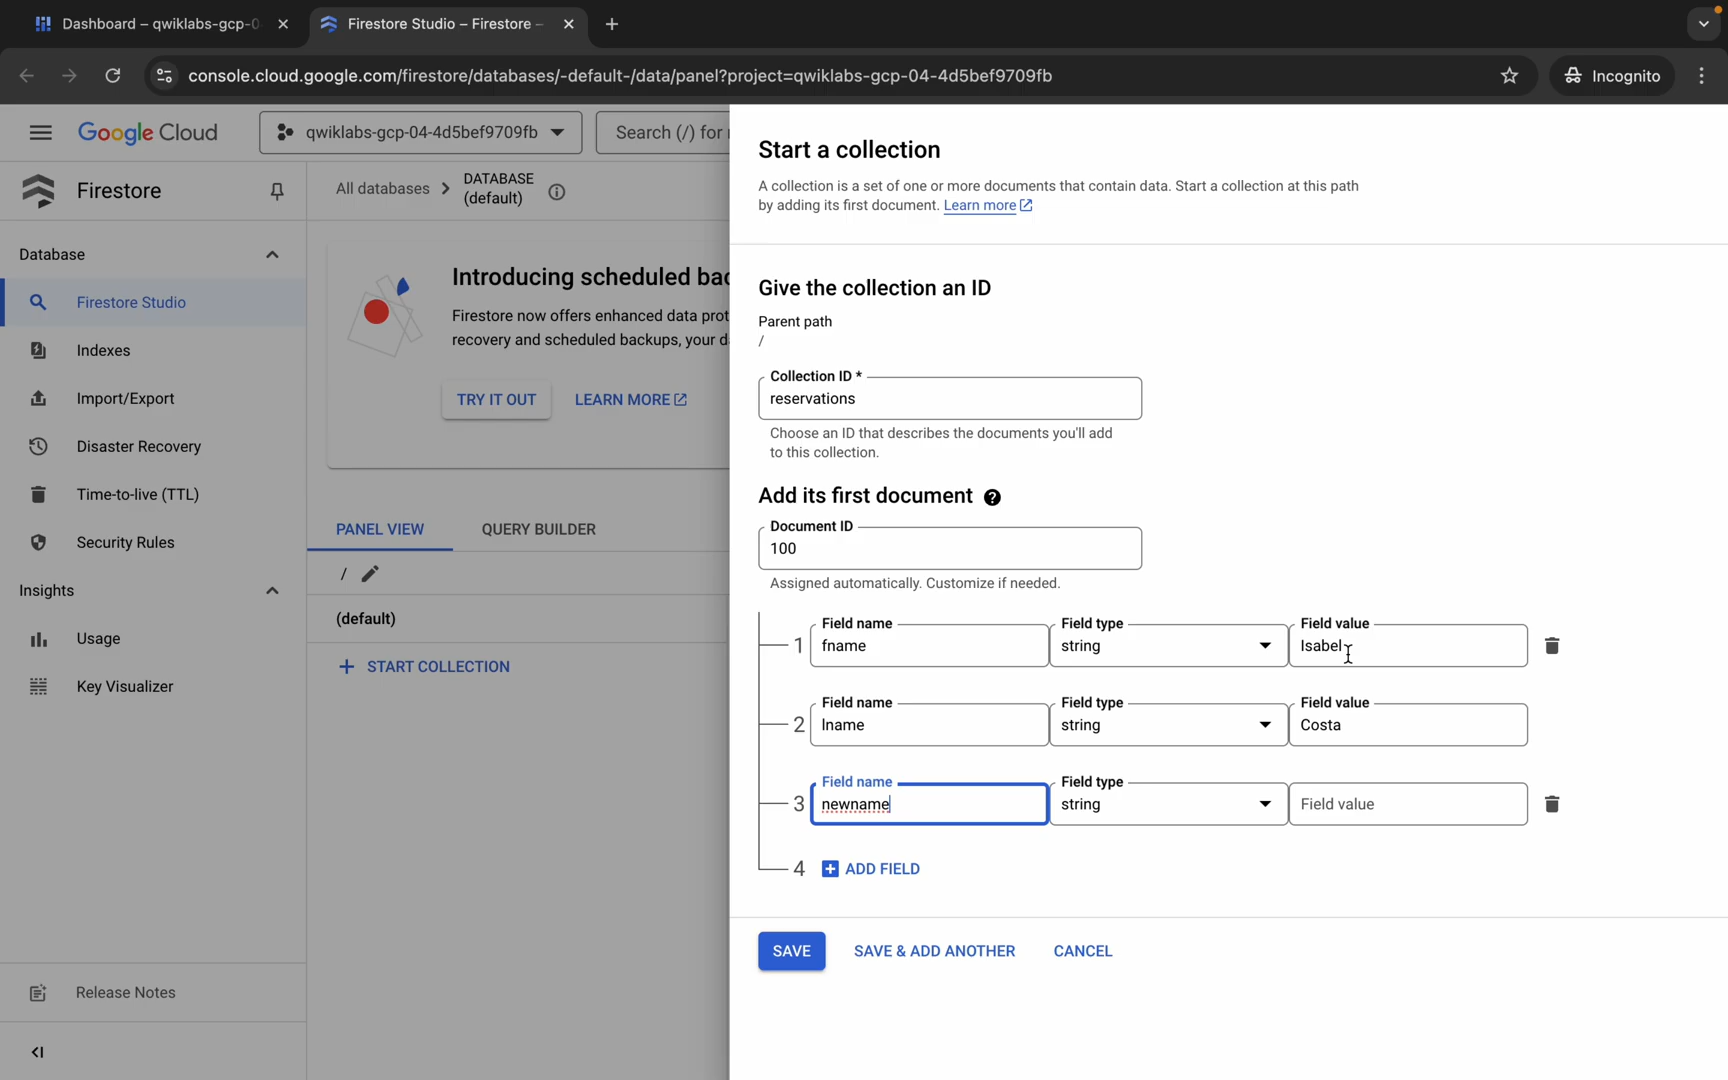 Dashboard – qwiklabs-gcp-0
Firestore Studio – Firestore –
console.cloud.google.com/firestore/databases/-default-/data/panel?project=qwiklabs-gcp-04-4d5bef9709fb
Incognito
Google Cloud
qwiklabs-gcp-04-4d5bef9709fb
Search (/) for
Firestore
Database
Firestore Studio
Indexes
Import/Export
Disaster Recovery
Time-to-live (TTL)
Security Rules
Insights
Usage
Key Visualizer
Release Notes
All databases
DATABASE
(default)
Introducing scheduled bac
Firestore now offers enhanced data prot
recovery and scheduled backups, your d
TRY IT OUT
LEARN MORE
PANEL VIEW
QUERY BUILDER
/
(default)
START COLLECTION
Start a collection
A collection is a set of one or more documents that contain data. Start a collection at this path
by adding its first document. Learn more
Give the collection an ID
Parent path
/
Collection ID *
reservations
Choose an ID that describes the documents you'll add
to this collection.
Add its first document
Document ID
100
Assigned automatically. Customize if needed.
Field name Field type Field value
1 fname string Isabel
Field name Field type Field value
2 lname string Costa
Field name Field type
3 newname string Field value
4 ADD FIELD
SAVE
SAVE & ADD ANOTHER
CANCEL